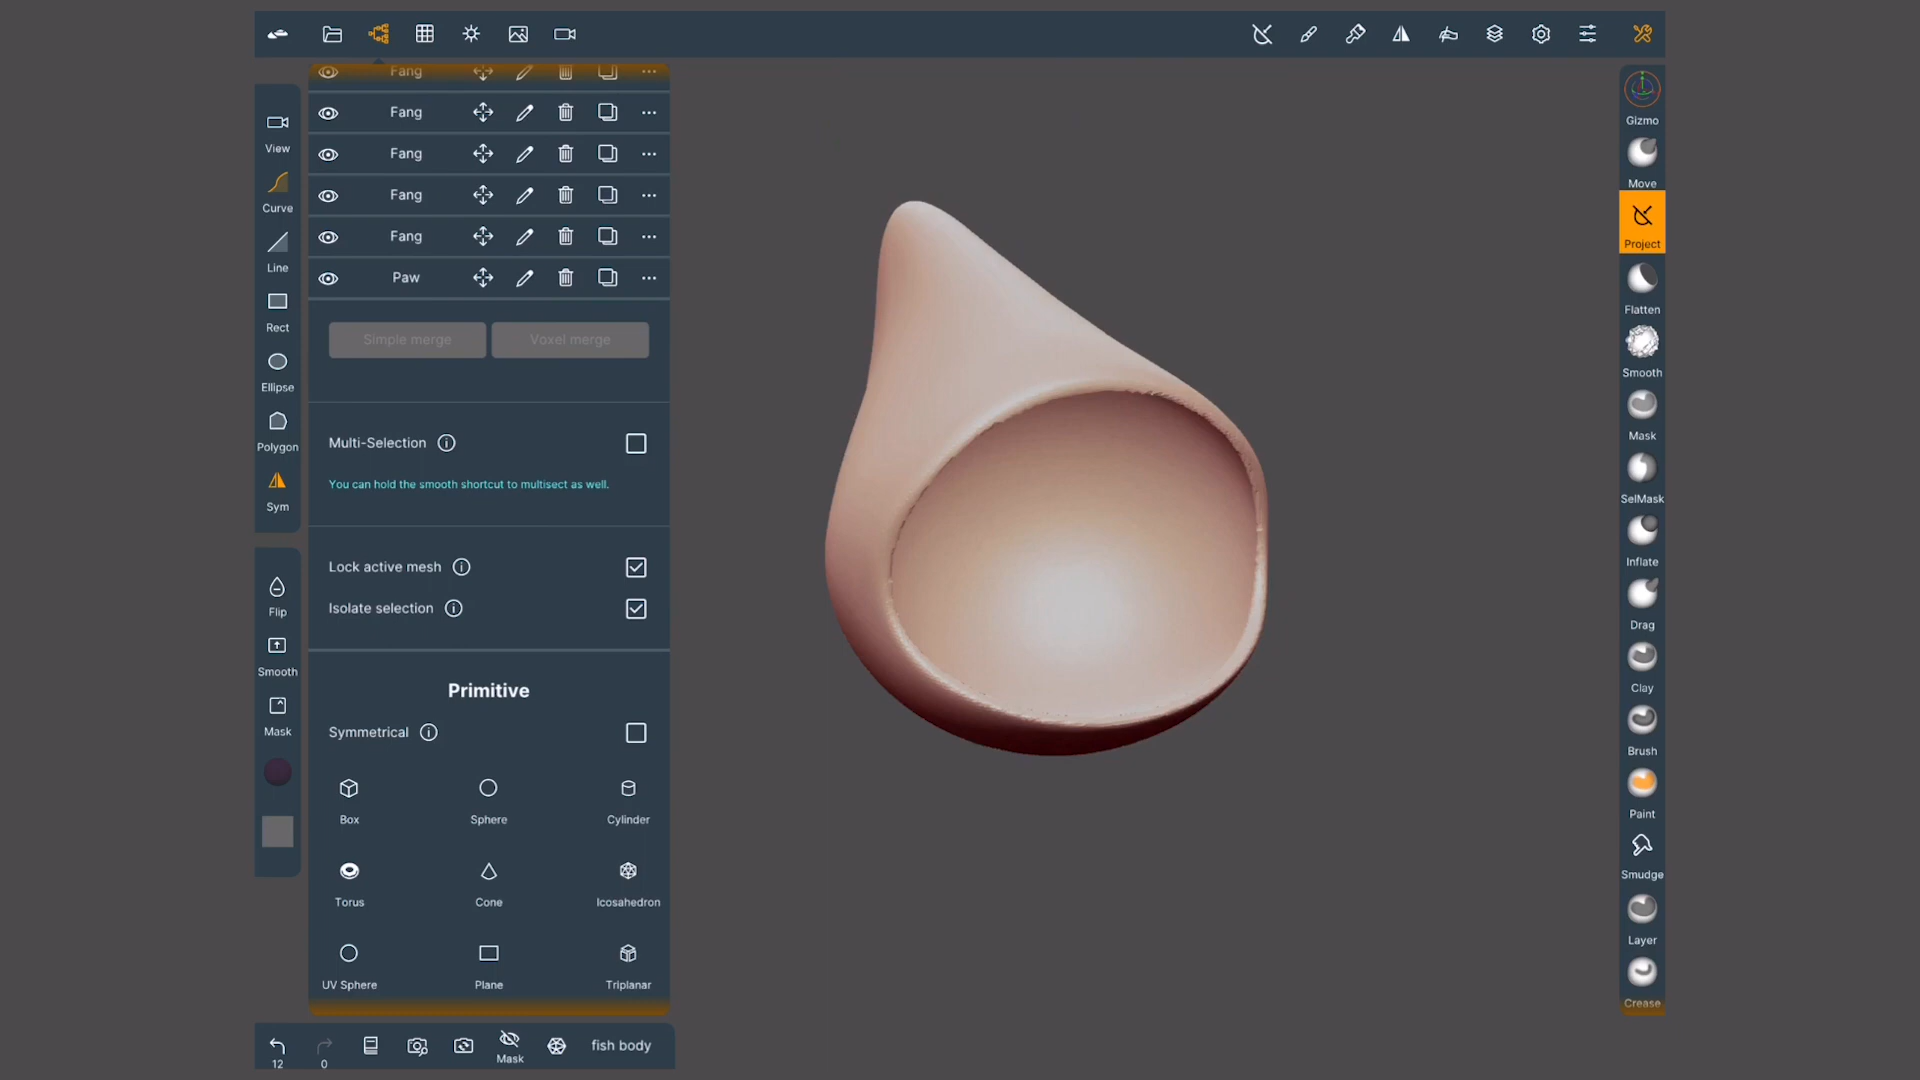 Fang
Fang
Fang
Fang
Fang
Paw
Simple merge
Voxel merge
Multi-Selection
You can hold the smooth shortcut to multisect as well.
Lock active mesh
Isolate selection
Primitive
Symmetrical
Box
Sphere
Cylinder
Torus
Cone
Icosahedron
UV Sphere
Plane
Triplanar
View
Curve
Line
Rect
Ellipse
Polygon
Sym
Flip
Smooth
Mask
12
0
Mask
fish body
Gizmo
Move
Project
Flatten
Smooth
Mask
SelMask
Inflate
Drag
Clay
Brush
Paint
Smudge
Layer
Crease